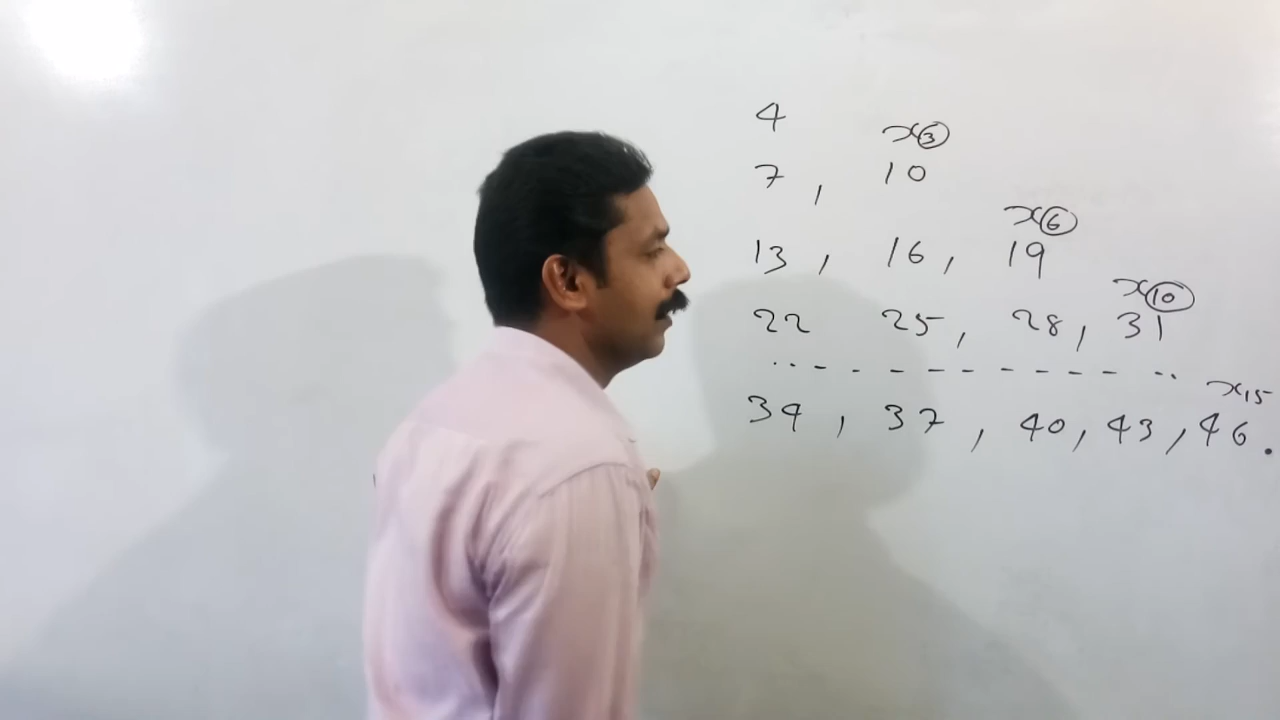 4
x③
7, 10
x⑥
13, 16, 19
x⑩
22 25, 28, 31
..- - - - - - - - - ..
x15
34, 37, 40, 43, 46.